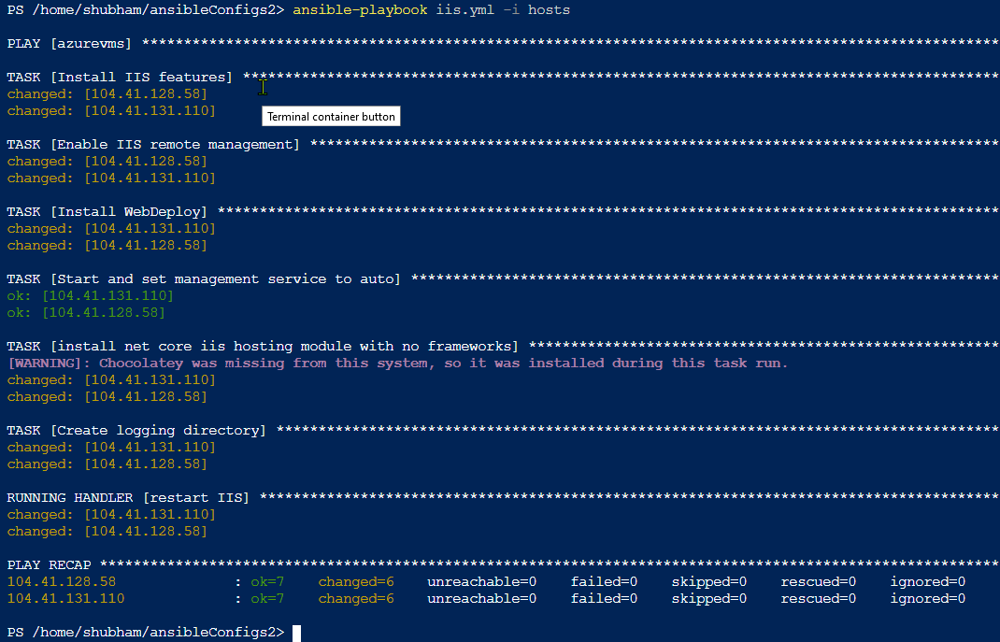 PS /home/shubham/ansibleConfigs2> ansible-playbook iis.yml -i hosts
PLAY [azurevms] *****************************************************************************************************
TASK [Install IIS features] *****************************************************************************************
changed: [104.41.128.58]
changed: [104.41.131.110]
Terminal container button
TASK [Enable IIS remote management] *********************************************************************************
changed: [104.41.128.58]
changed: [104.41.131.110]
TASK [Install WebDeploy] ********************************************************************************************
changed: [104.41.131.110]
changed: [104.41.128.58]
TASK [Start and set management service to auto] *********************************************************************
ok: [104.41.131.110]
ok: [104.41.128.58]
TASK [install net core iis hosting module with no frameworks] *******************************************************
[WARNING]: Chocolatey was missing from this system, so it was installed during this task run.
changed: [104.41.131.110]
changed: [104.41.128.58]
TASK [Create logging directory] *************************************************************************************
changed: [104.41.131.110]
changed: [104.41.128.58]
RUNNING HANDLER [restart IIS] ***************************************************************************************
changed: [104.41.131.110]
changed: [104.41.128.58]
PLAY RECAP **********************************************************************************************************
104.41.128.58 : ok=7 changed=6 unreachable=0 failed=0 skipped=0 rescued=0 ignored=0
104.41.131.110 : ok=7 changed=6 unreachable=0 failed=0 skipped=0 rescued=0 ignored=0
PS /home/shubham/ansibleConfigs2>